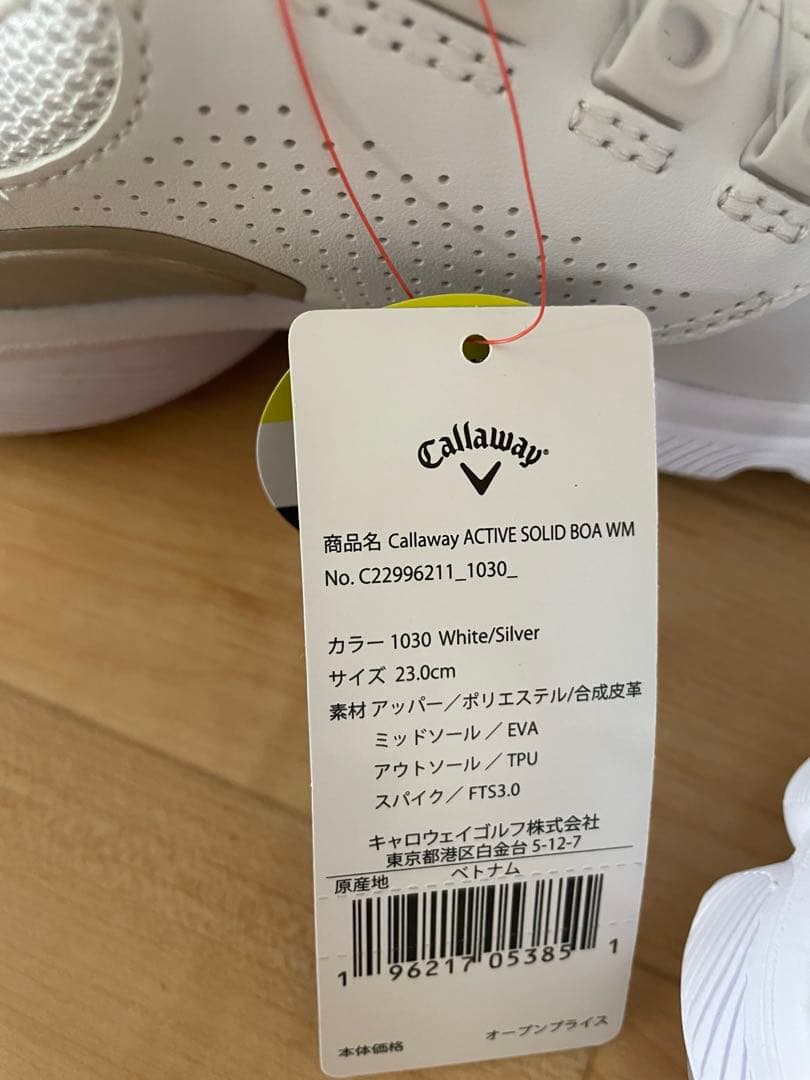 Callaway
商品名 Callaway ACTIVE SOLID BOA WM
No. C22996211_1030_
カラー 1030 White/Silver
サイズ 23.0cm
素材 アッパー／ポリエステル/合成皮革
ミッドソール／EVA
アウトソール／TPU
スパイク／FTS3.0
キャロウェイゴルフ株式会社
東京都港区白金台 5-12-7
原産地 ベトナム
1 96217 05385 1
本体価格 オープンプライス